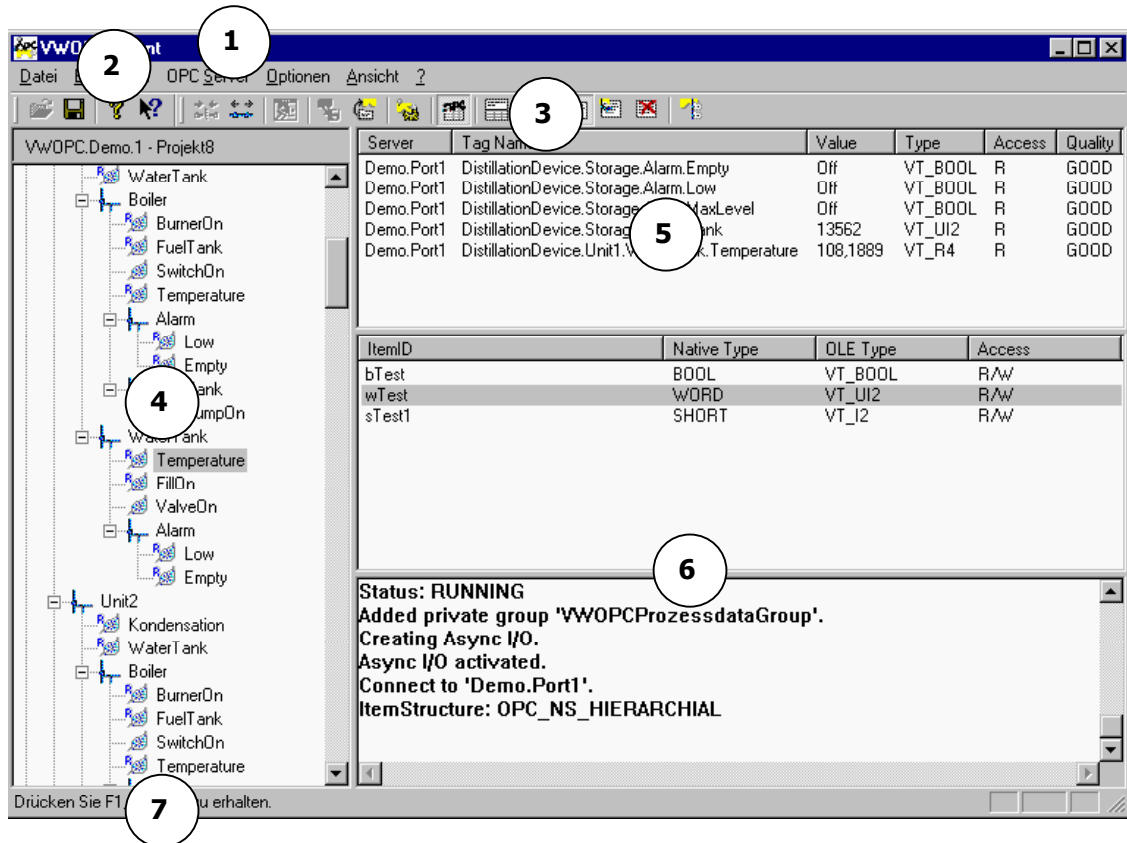 1
VWO nt
2
Datei OPC Server Optionen Ansicht ?
3
VWOPC.Demo.1 - Projekt8
WaterTank
Boiler
BurnerOn
FuelTank
SwitchOn
Temperature
Alarm
Low
Empty
ank
4
umpOn
WaterTank
Temperature
FillOn
ValveOn
Alarm
Low
Empty
Unit2
Kondensation
WaterTank
Boiler
BurnerOn
FuelTank
SwitchOn
Temperature
Server Tag Nam Value Type Access Quality
Demo.Port1 DistillationDevice.Storage.Alarm.Empty Off VT_BOOL R GOOD
Demo.Port1 DistillationDevice.Storage.Alarm.Low Off VT_BOOL R GOOD
Demo.Port1 DistillationDevice.Storage. MaxLevel Off VT_BOOL R GOOD
Demo.Port1 DistillationDevice.Storag ank 13562 VT_UI2 R GOOD
Demo.Port1 DistillationDevice.Unit1.W k.Temperature 108,1889 VT_R4 R GOOD
5
ItemID Native Type OLE Type Access
bTest BOOL VT_BOOL R/W
wTest WORD VT_UI2 R/W
sTest1 SHORT VT_I2 R/W
6
Status: RUNNING
Added private group 'VWOPCProzessdataGroup'.
Creating Async I/O.
Async I/O activated.
Connect to 'Demo.Port1'.
ItemStructure: OPC_NS_HIERARCHIAL
Drücken Sie F1, u erhalten.
7